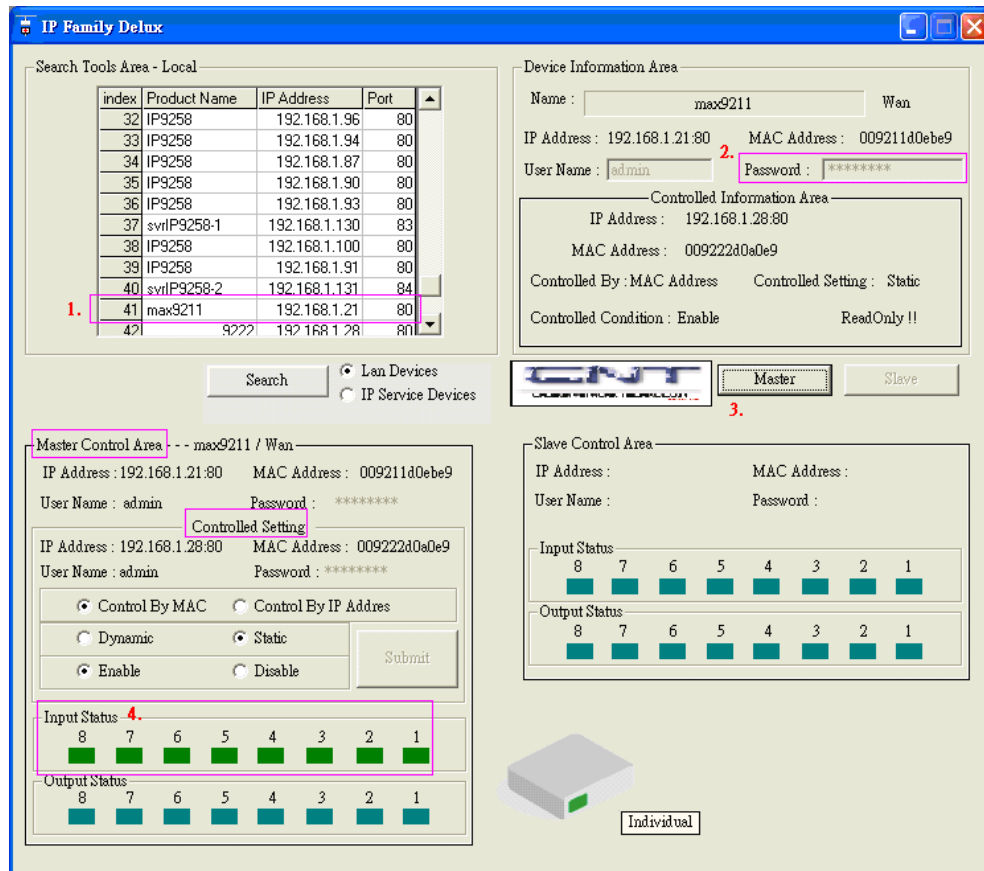 IP Family Delux
Search Tools Area - Local
index Product Name IP Address Port
32 IP9258 192.168.1.96 80
33 IP9258 192.168.1.94 80
34 IP9258 192.168.1.87 80
35 IP9258 192.168.1.90 80
36 IP9258 192.168.1.93 80
37 svrIP9258-1 192.168.1.130 83
38 IP9258 192.168.1.100 80
39 IP9258 192.168.1.91 80
40 svrIP9258-2 192.168.1.131 84
1. 41 max9211 192.168.1.21 80
42 9222 192.168.1.28 80
Search
Lan Devices
IP Service Devices
Device Information Area
Name : max9211 Wan
IP Address : 192.168.1.21:80 MAC Address : 009211d0ebe9
2.
User Name : admin Password : ********
Controlled Information Area
IP Address : 192.168.1.28:80
MAC Address : 009222d0a0e9
Controlled By : MAC Address Controlled Setting : Static
Controlled Condition : Enable ReadOnly !!
CNT
Master
Slave
3.
Master Control Area - - - max9211 / Wan
IP Address : 192.168.1.21:80 MAC Address : 009211d0ebe9
User Name : admin Password : ********
Controlled Setting
IP Address : 192.168.1.28:80 MAC Address : 009222d0a0e9
User Name : admin Password : ********
Control By MAC Control By IP Addres
Dynamic Static
Enable Disable
Submit
Input Status 4.
8 7 6 5 4 3 2 1
Output Status
8 7 6 5 4 3 2 1
Slave Control Area
IP Address : MAC Address :
User Name : Password :
Input Status
8 7 6 5 4 3 2 1
Output Status
8 7 6 5 4 3 2 1
Individual